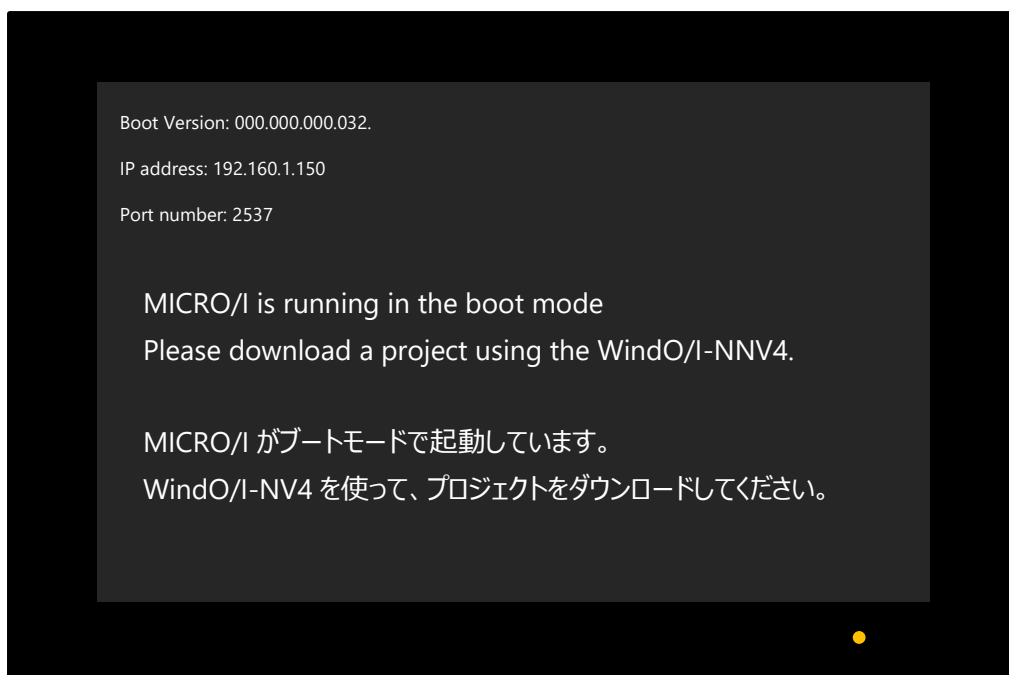 Boot Version: 000.000.000.032.
IP address: 192.160.1.150
Port number: 2537
MICRO/I is running in the boot mode
Please download a project using the WindO/I-NNV4.
MICRO/I がブートモードで起動しています。
WindO/I-NV4 を使って、プロジェクトをダウンロードしてください。